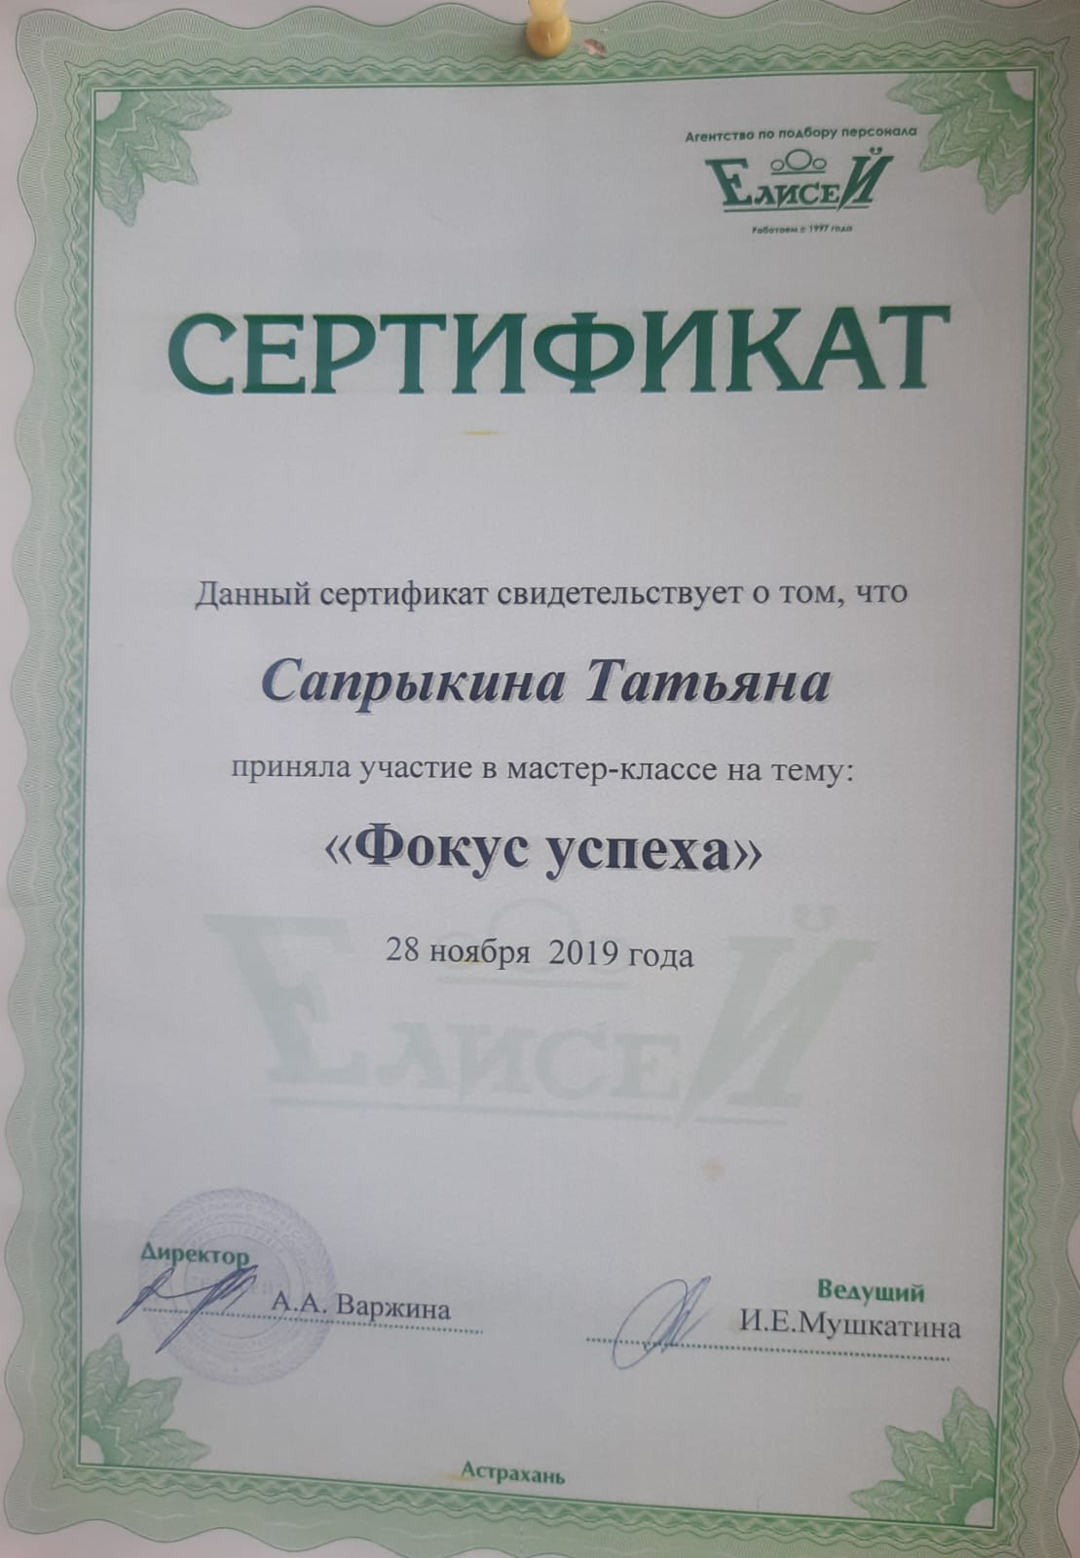 Агентство по подбору персонала
ЕЛИСЕЙ
Работаем с 1997 года
СЕРТИФИКАТ
Данный сертификат свидетельствует о том, что
Сапрыкина Татьяна
приняла участие в мастер-классе на тему:
«Фокус успеха»
28 ноября 2019 года
ЕЛИСЕЙ
Директор
А.А. Варжина
Ведущий
И.Е.Мушкатина
Астрахань